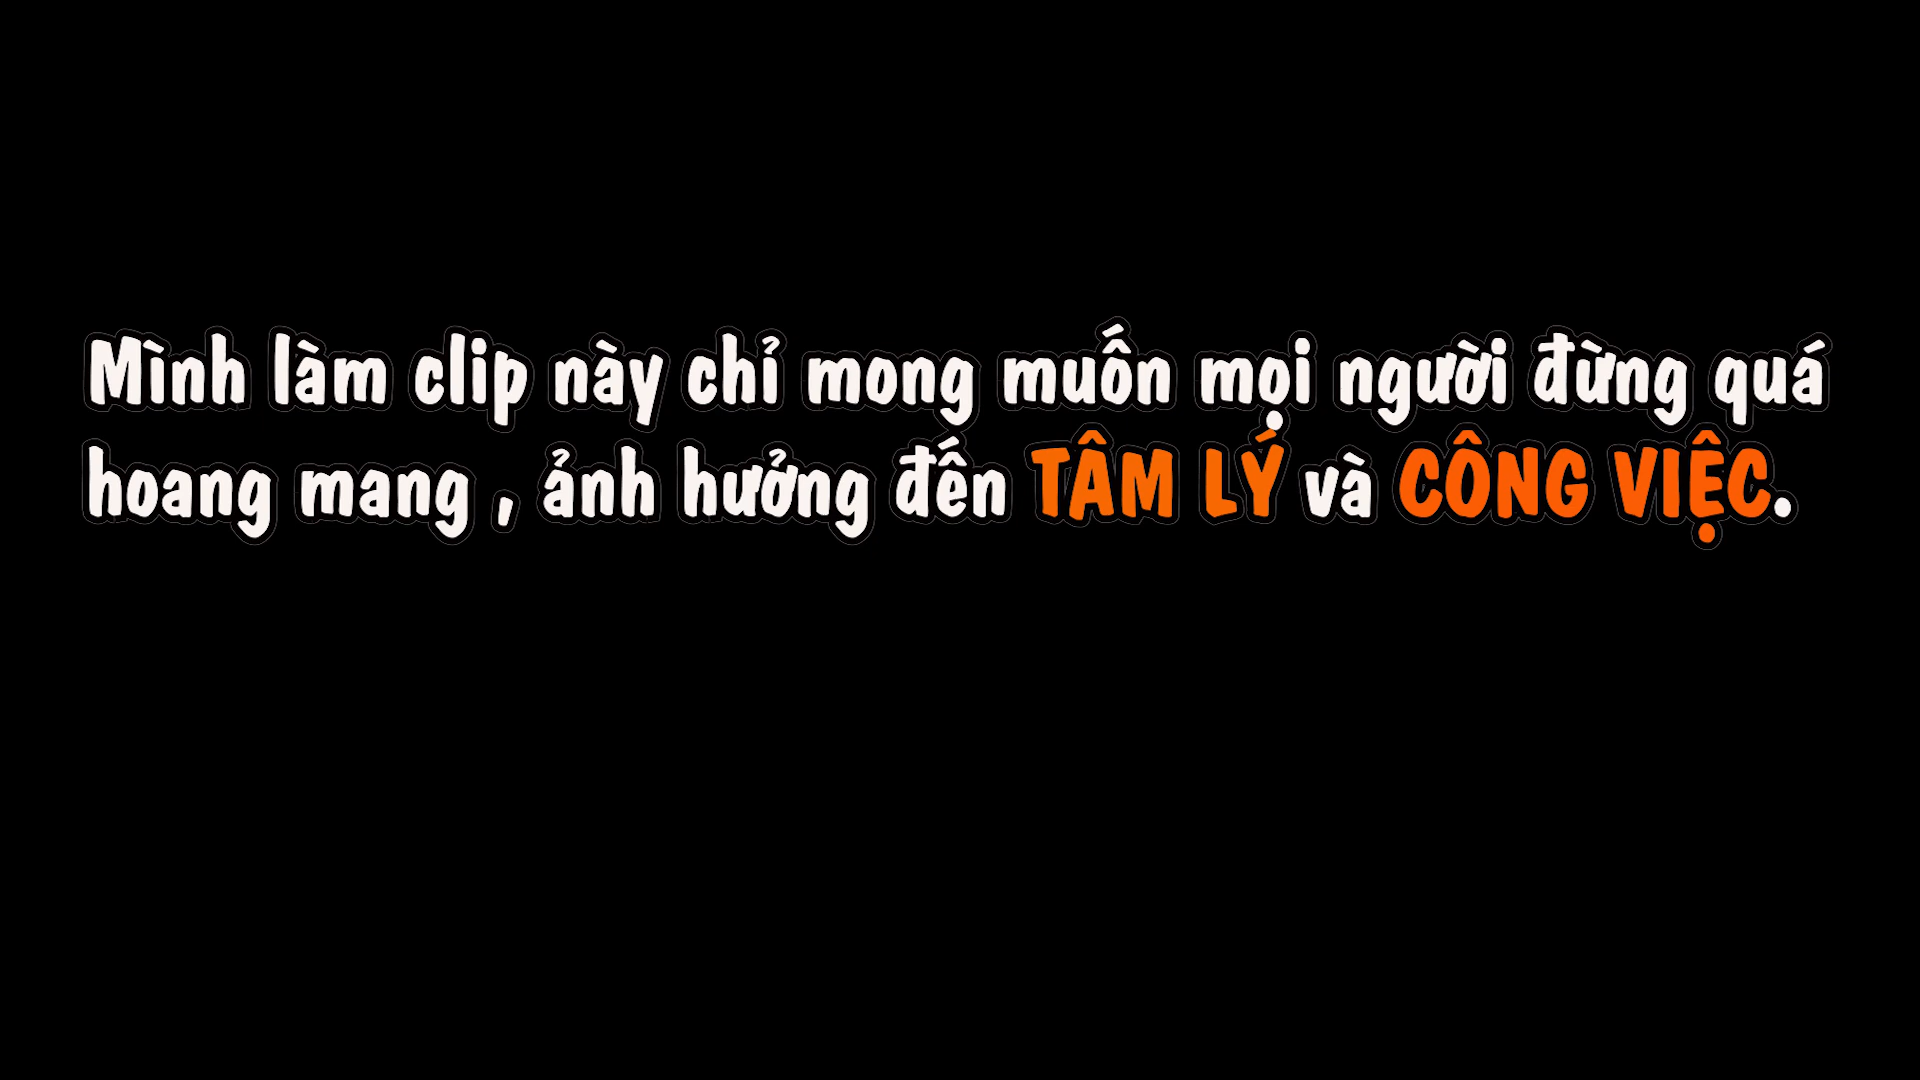 Mình làm clip này chỉ mong muốn mọi người đừng quá
hoang mang , ảnh hưởng đến TÂM LÝ và CÔNG VIỆC.